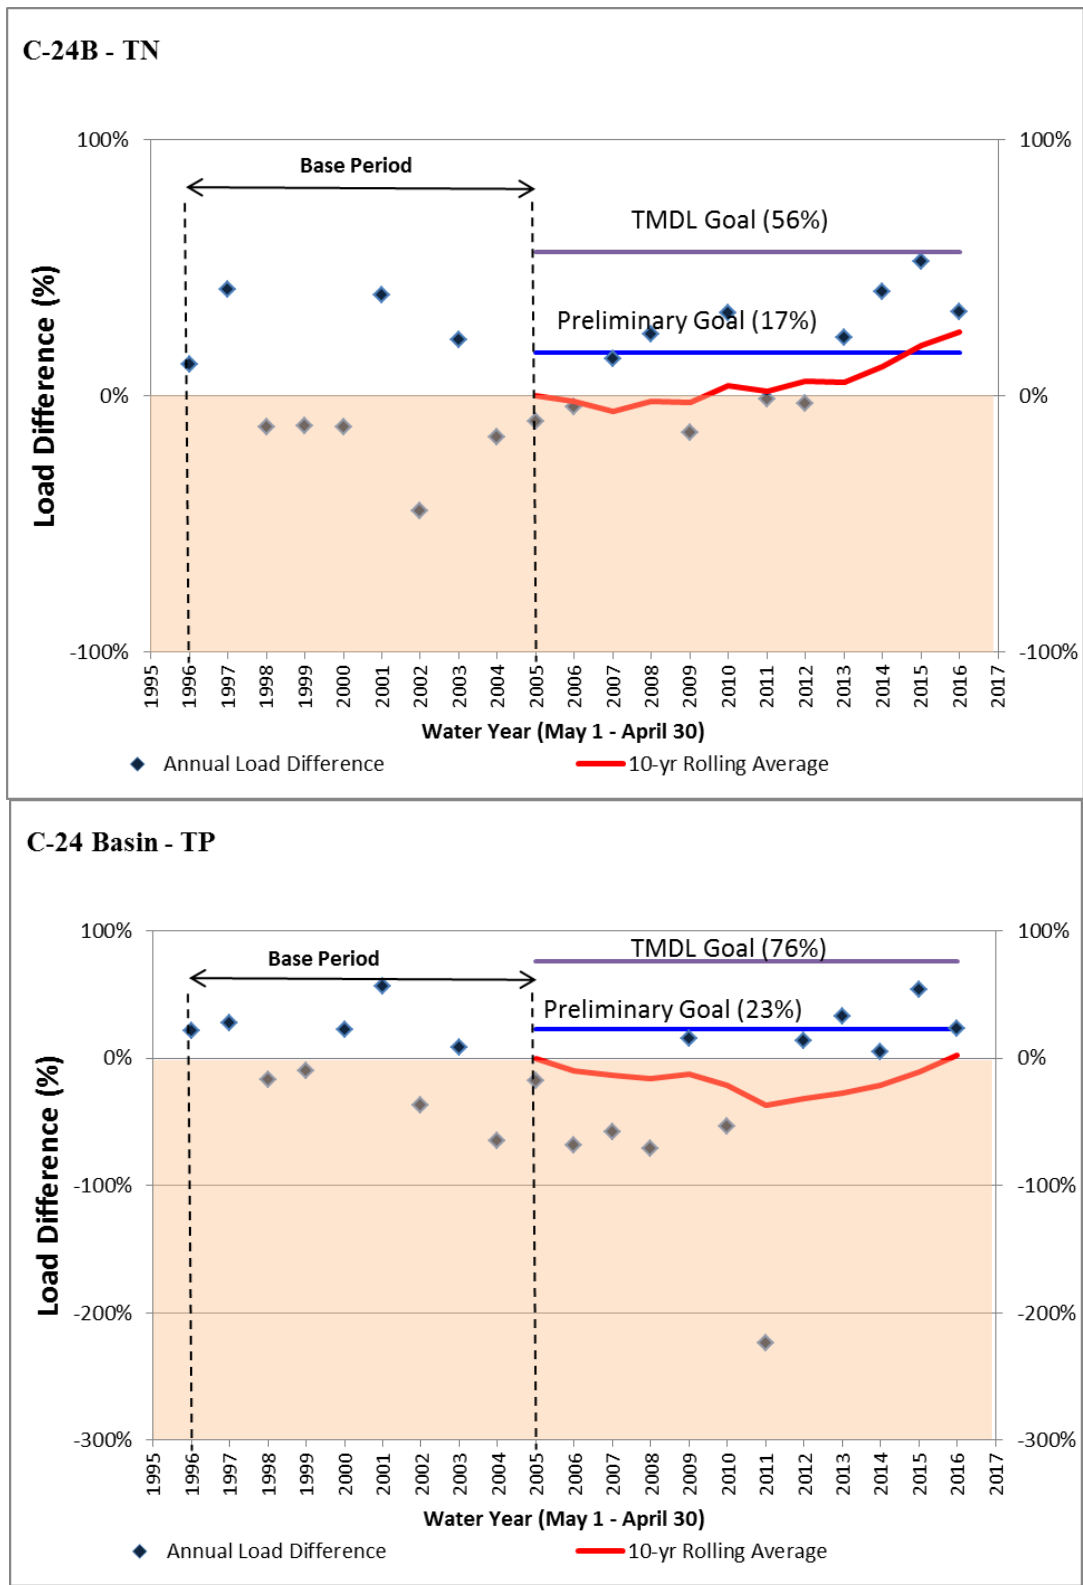 C-24B - TN
100%
100%
Base Period
TMDL Goal (56%)
Preliminary Goal (17%)
0%
0%
Load Difference (%)
-100%
-100%
1995 1996 1997 1998 1999 2000 2001 2002 2003 2004 2005 2006 2007 2008 2009 2010 2011 2012 2013 2014 2015 2016 2017
Water Year (May 1 - April 30)
Annual Load Difference 10-yr Rolling Average
C-24 Basin - TP
100%
100%
TMDL Goal (76%)
Base Period
Preliminary Goal (23%)
0%
0%
Load Difference (%)
-100%
-100%
-200%
-200%
-300%
-300%
1995 1996 1997 1998 1999 2000 2001 2002 2003 2004 2005 2006 2007 2008 2009 2010 2011 2012 2013 2014 2015 2016 2017
Water Year (May 1 - April 30)
Annual Load Difference 10-yr Rolling Average